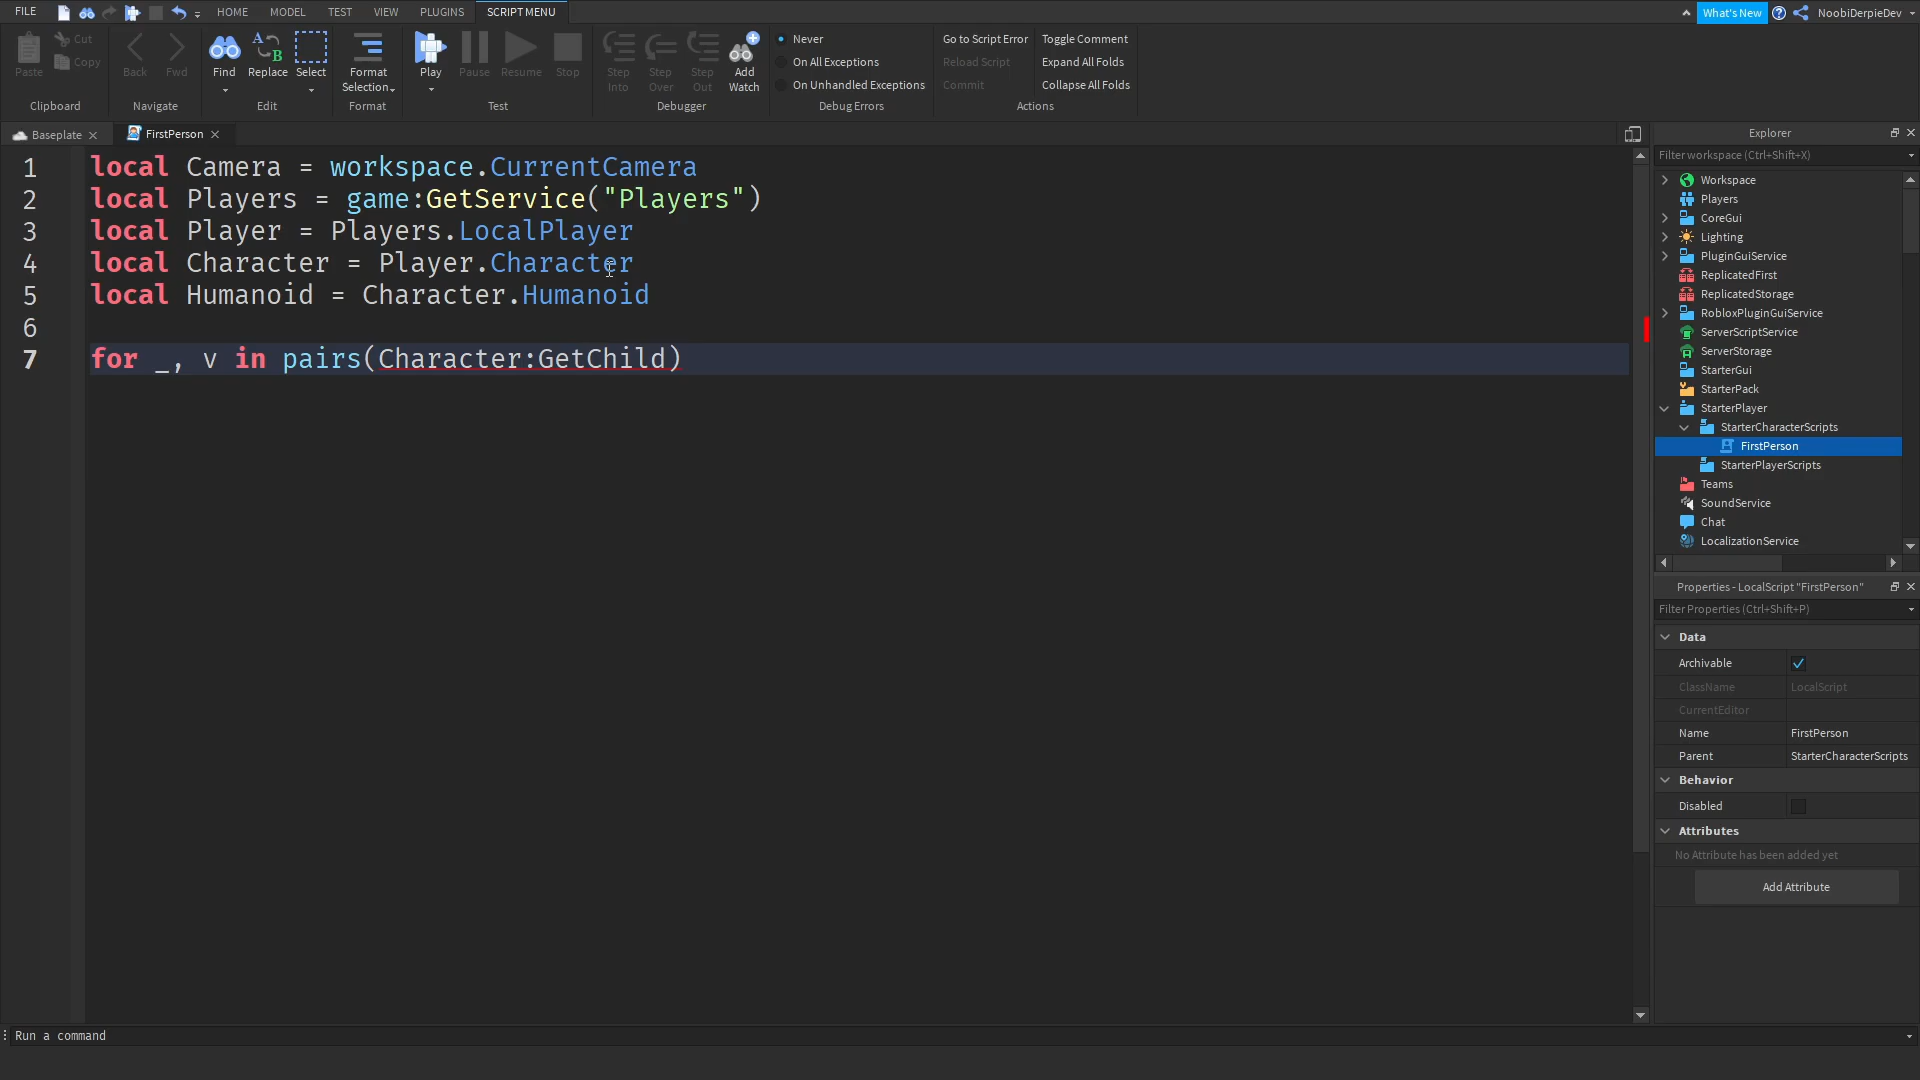 FILE HOME MODEL TEST VIEW PLUGINS SCRIPT MENU What's New NoobiDerpieDev
Paste Cut Copy
Clipboard
Back Fwd
Navigate
Find Replace Select
Edit
Format Selection
Format
Play Pause Resume Stop
Test
Step Into Step Over Step Out Add Watch
Debugger
Never
On All Exceptions
On Unhandled Exceptions
Debug Errors
Go to Script Error Toggle Comment
Reload Script Expand All Folds
Commit Collapse All Folds
Actions
Baseplate FirstPerson
1 local Camera = workspace.CurrentCamera
2 local Players = game:GetService("Players")
3 local Player = Players.LocalPlayer
4 local Character = Player.Character
5 local Humanoid = Character.Humanoid
6
7 for _, v in pairs(Character:GetChild)
Explorer
Filter workspace (Ctrl+Shift+X)
Workspace
Players
CoreGui
Lighting
PluginGuiService
ReplicatedFirst
ReplicatedStorage
RobloxPluginGuiService
ServerScriptService
ServerStorage
StarterGui
StarterPack
StarterPlayer
StarterCharacterScripts
FirstPerson
StarterPlayerScripts
Teams
SoundService
Chat
LocalizationService
Properties - LocalScript "FirstPerson"
Filter Properties (Ctrl+Shift+P)
Data
Archivable
ClassName LocalScript
CurrentEditor
Name FirstPerson
Parent StarterCharacterScripts
Behavior
Disabled
Attributes
No Attribute has been added yet
Add Attribute
Run a command